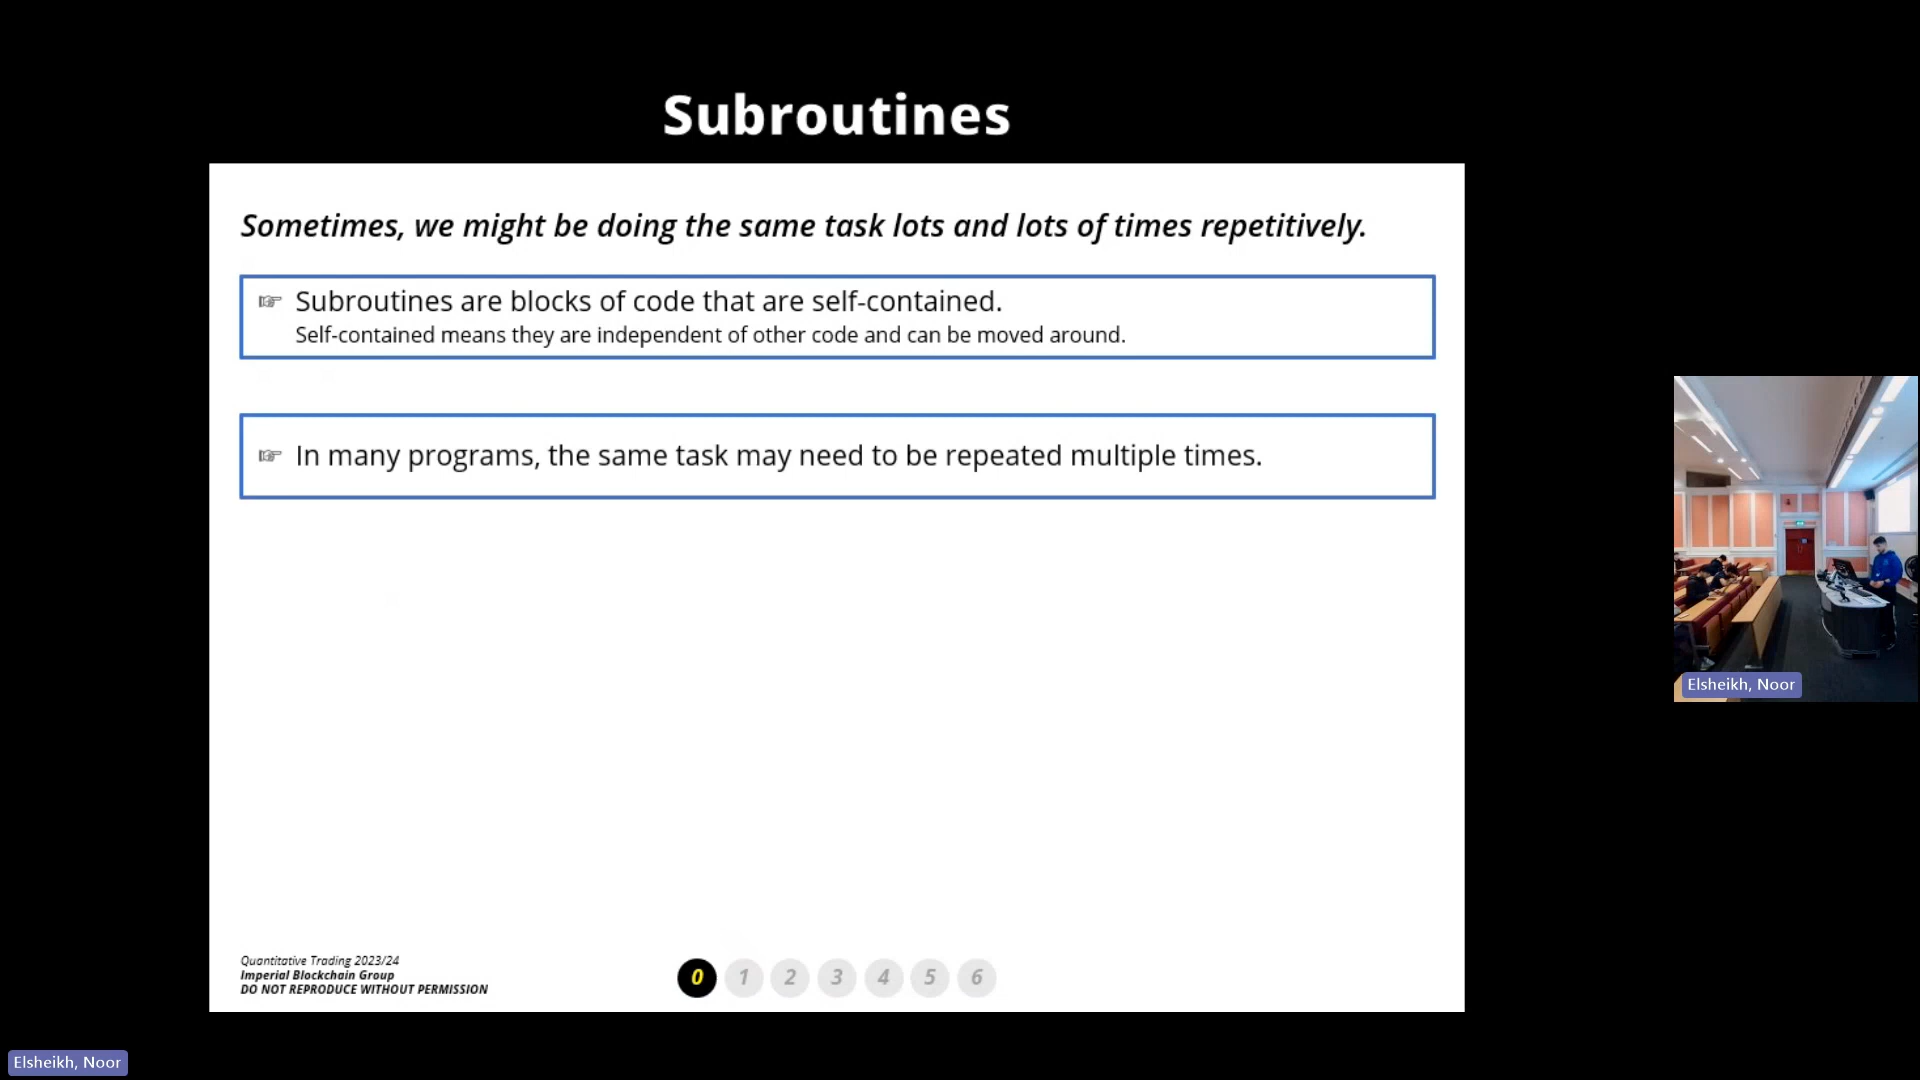 Subroutines
Sometimes, we might be doing the same task lots and lots of times repetitively.
☞ Subroutines are blocks of code that are self-contained.
Self-contained means they are independent of other code and can be moved around.
☞ In many programs, the same task may need to be repeated multiple times.
Quantitative Trading 2023/24
Imperial Blockchain Group
DO NOT REPRODUCE WITHOUT PERMISSION
0 1 2 3 4 5 6
Elsheikh, Noor
Elsheikh, Noor